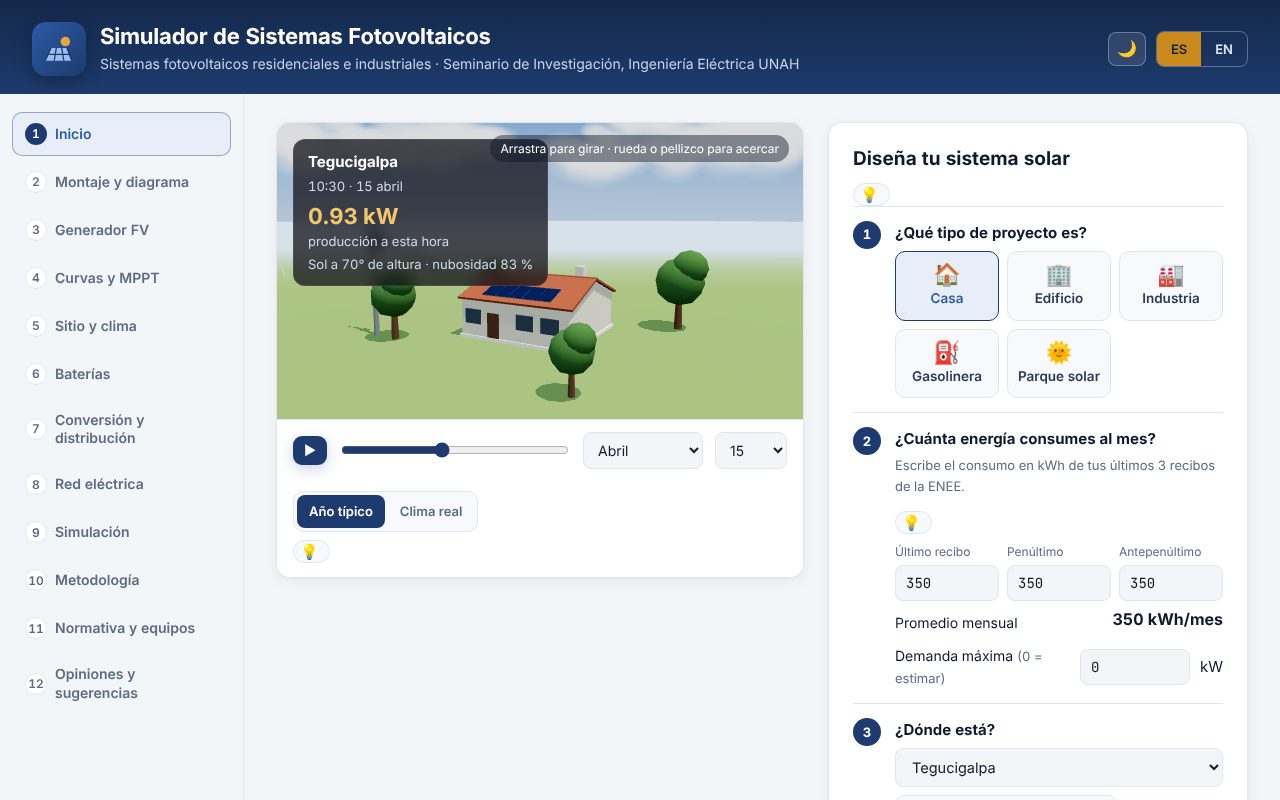 Simulador de Sistemas Fotovoltaicos
Sistemas fotovoltaicos residenciales e industriales · Seminario de Investigación, Ingeniería Eléctrica UNAH
ES
EN
1 Inicio
2 Montaje y diagrama
3 Generador FV
4 Curvas y MPPT
5 Sitio y clima
6 Baterías
7 Conversión y
distribución
8 Red eléctrica
9 Simulación
10 Metodología
11 Normativa y equipos
12 Opiniones y
sugerencias
Arrastra para girar · rueda o pellizco para acercar
Tegucigalpa
10:30 · 15 abril
0.93 kW
producción a esta hora
Sol a 70° de altura · nubosidad 83 %
Abril
15
Año típico
Clima real
Diseña tu sistema solar
1 ¿Qué tipo de proyecto es?
Casa
Edificio
Industria
Gasolinera
Parque solar
2 ¿Cuánta energía consumes al mes?
Escribe el consumo en kWh de tus últimos 3 recibos
de la ENEE.
Último recibo
Penúltimo
Antepenúltimo
350
350
350
Promedio mensual
350 kWh/mes
Demanda máxima (0 =
estimar)
0
kW
3 ¿Dónde está?
Tegucigalpa